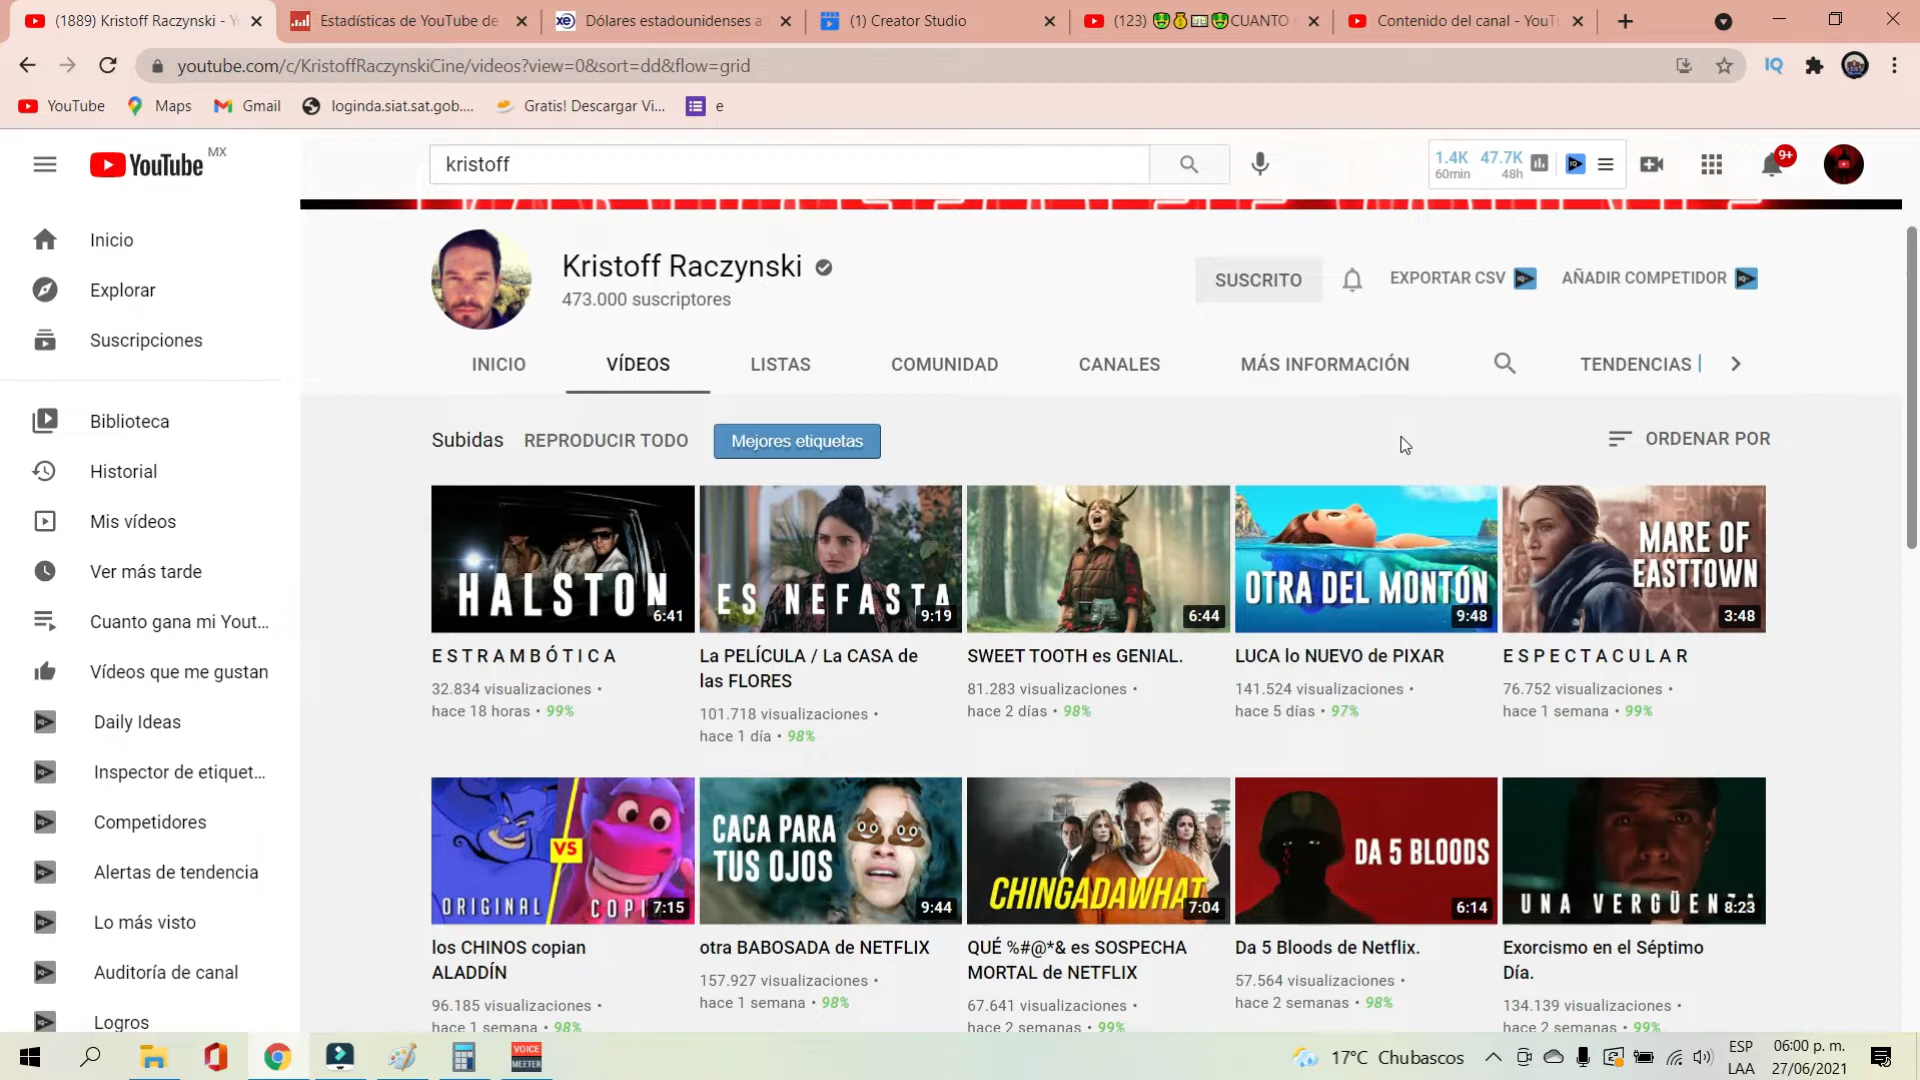 (1889) Kristoff Raczynski - Y
Estadísticas de YouTube de
Dólares estadounidenses a
(1) Creator Studio
(123) 🤑💰💵🤑CUANTO
Contenido del canal - YouTu
youtube.com/c/KristoffRaczynskiCine/videos?view=0&sort=dd&flow=grid
YouTube
Maps
Gmail
loginda.siat.sat.gob....
Gratis! Descargar Vi...
e
YouTube MX
kristoff
1.4K 47.7K
60min 48h
9+
Inicio
Explorar
Suscripciones
Biblioteca
Historial
Mis vídeos
Ver más tarde
Cuanto gana mi Yout...
Vídeos que me gustan
Daily Ideas
Inspector de etiquet...
Competidores
Alertas de tendencia
Lo más visto
Auditoría de canal
Logros
Kristoff Raczynski
473.000 suscriptores
SUSCRITO
EXPORTAR CSV
AÑADIR COMPETIDOR
INICIO
VÍDEOS
LISTAS
COMUNIDAD
CANALES
MÁS INFORMACIÓN
TENDENCIAS |
Subidas
REPRODUCIR TODO
Mejores etiquetas
ORDENAR POR
HALSTON
6:41
E S T R A M B Ó T I C A
32.834 visualizaciones •
hace 18 horas • 99%
ES NEFASTA
9:19
La PELÍCULA / La CASA de
las FLORES
101.718 visualizaciones •
hace 1 día • 98%
6:44
SWEET TOOTH es GENIAL.
81.283 visualizaciones •
hace 2 días • 98%
OTRA DEL MONTÓN
9:48
LUCA lo NUEVO de PIXAR
141.524 visualizaciones •
hace 5 días • 97%
MARE OF
EASTTOWN
3:48
E S P E C T A C U L A R
76.752 visualizaciones •
hace 1 semana • 99%
VS
ORIGINAL
COPI
7:15
los CHINOS copian
ALADDÍN
96.185 visualizaciones •
hace 1 semana • 98%
CACA PARA
TUS OJOS
9:44
otra BABOSADA de NETFLIX
157.927 visualizaciones •
hace 1 semana • 98%
CHINGADAWHAT
7:04
QUÉ %#@*& es SOSPECHA
MORTAL de NETFLIX
67.641 visualizaciones •
hace 2 semanas • 99%
DA 5 BLOODS
6:14
Da 5 Bloods de Netflix.
57.564 visualizaciones •
hace 2 semanas • 98%
UNA VERGÜENZA
8:23
Exorcismo en el Séptimo
Día.
134.139 visualizaciones •
hace 2 semanas • 99%
VOICE
MEETER
17°C Chubascos
ESP
LAA
06:00 p. m.
27/06/2021